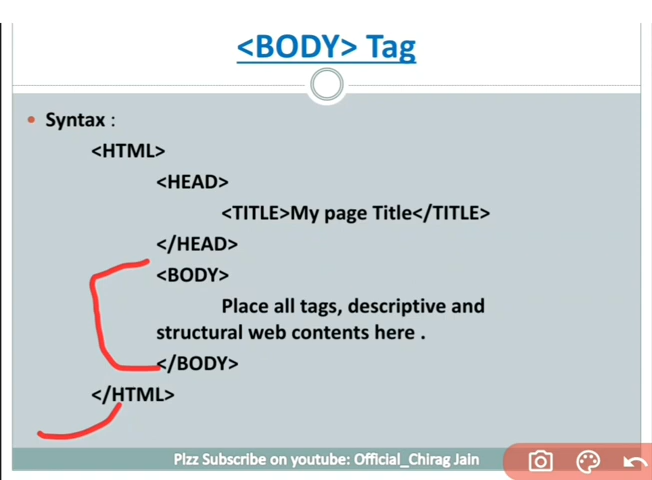 <BODY> Tag
• Syntax :
<HTML>
<HEAD>
<TITLE>My page Title</TITLE>
</HEAD>
<BODY>
Place all tags, descriptive and
structural web contents here .
</BODY>
</HTML>
Plzz Subscribe on youtube: Official_Chirag Jain